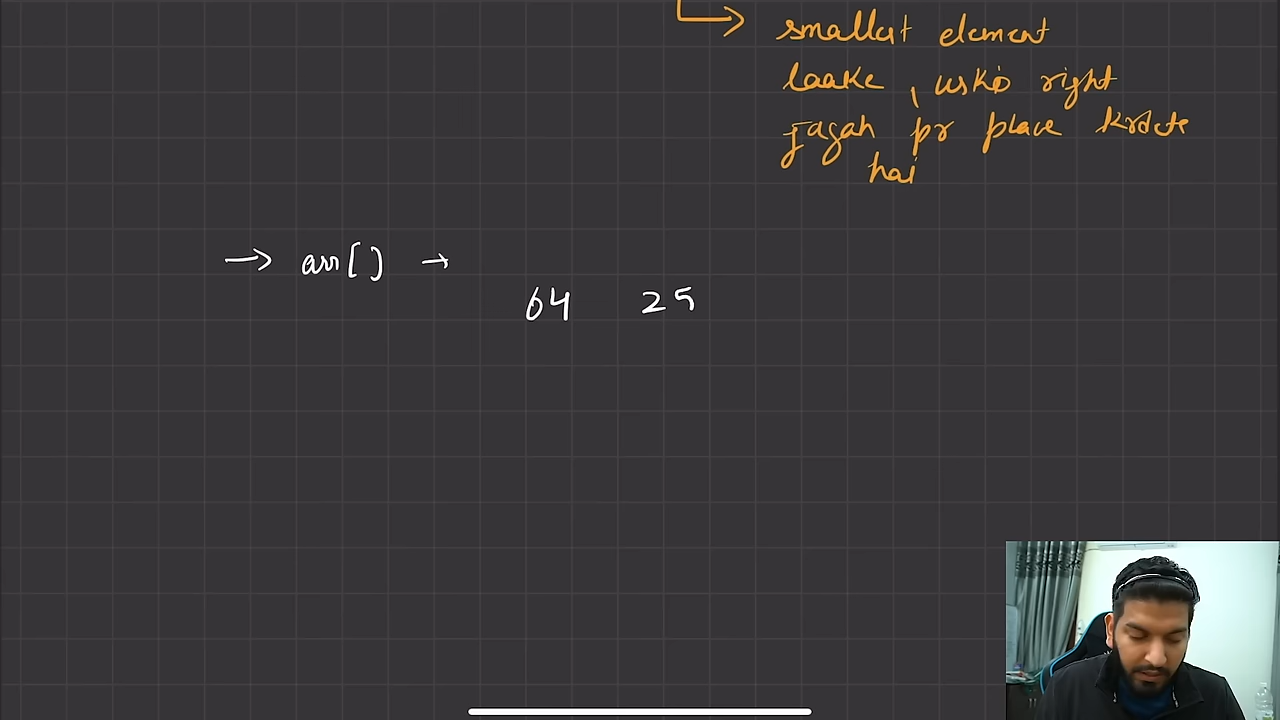 smallest element
laake, usko right
jagah pr place krdete
hai
→ arr[] →
64 25